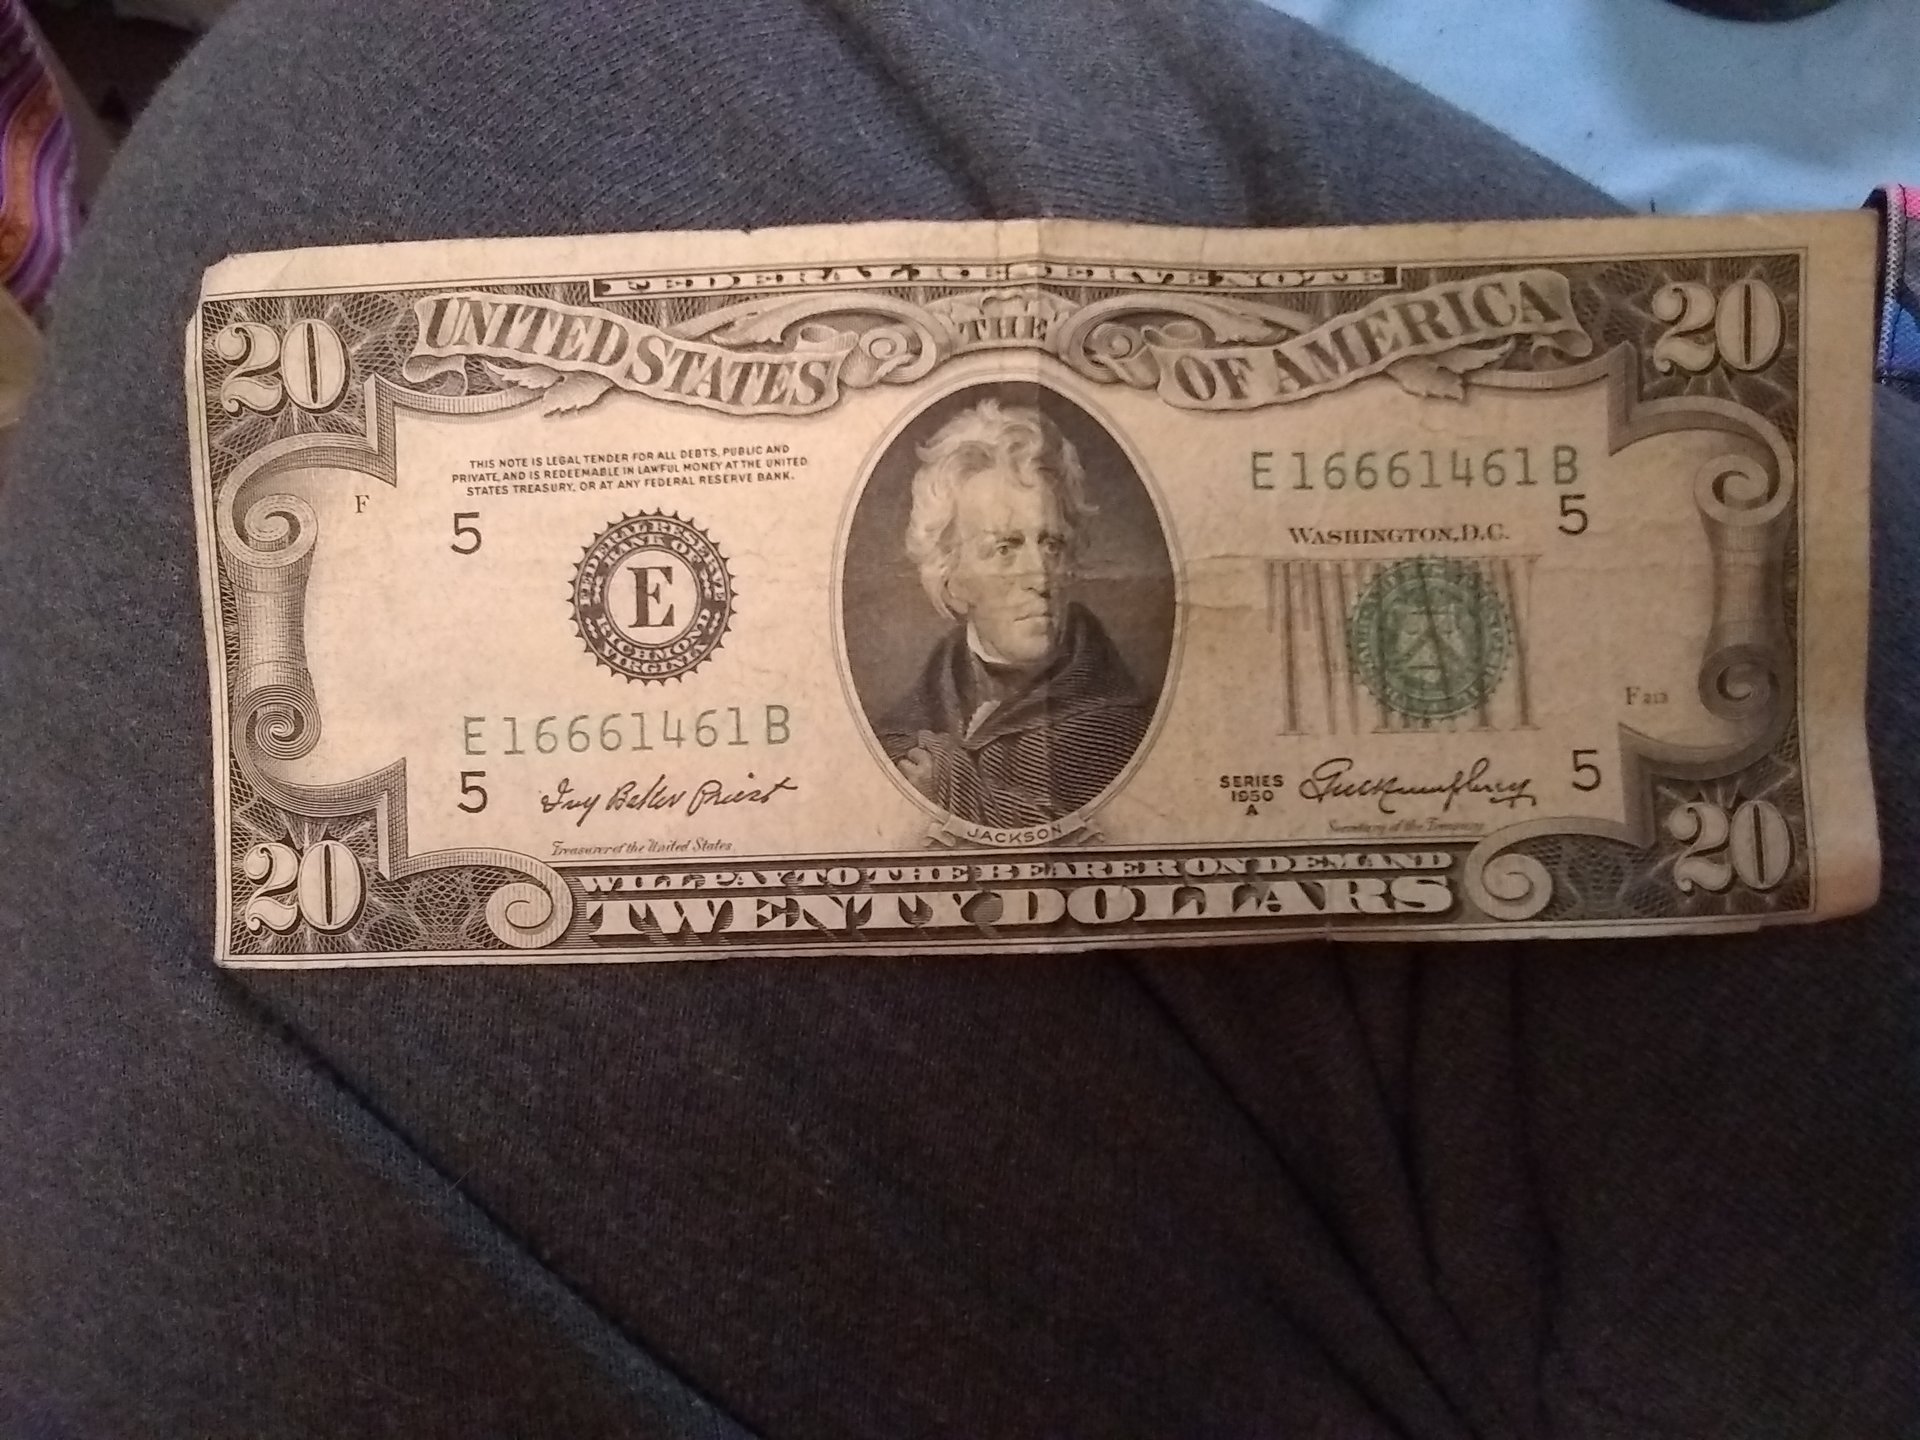 FEDERAL RESERVE NOTE
UNITED STATES THE OF AMERICA
20
20
THIS NOTE IS LEGAL TENDER FOR ALL DEBTS, PUBLIC AND
PRIVATE, AND IS REDEEMABLE IN LAWFUL MONEY AT THE UNITED
STATES TREASURY, OR AT ANY FEDERAL RESERVE BANK.
E16661461B
F
5
5
WASHINGTON, D.C.
FEDERAL RESERVE
BANK OF
E
RICHMOND
VIRGINIA
F 213
E16661461B
5
Ivy Baker Priest
Treasurer of the United States
JACKSON
SERIES
1950
A
G M Humphrey
Secretary of the Treasury
5
20
20
WILL PAY TO THE BEARER ON DEMAND
TWENTY DOLLARS